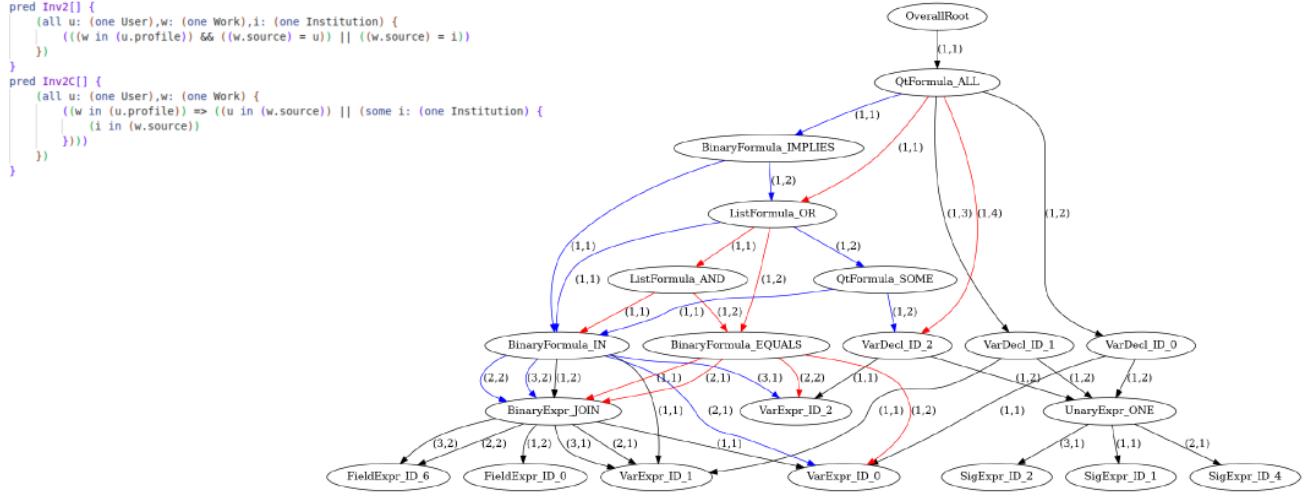 pred Inv2[] {
(all u: (one User),w: (one Work),i: (one Institution) {
(((w in (u.profile)) && ((w.source) = u)) || ((w.source) = i))
})
}
pred Inv2C[] {
(all u: (one User),w: (one Work) {
((w in (u.profile)) => ((u in (w.source)) || (some i: (one Institution) {
(i in (w.source))
})))
})
}
OverallRoot
(1,1)
QtFormula_ALL
(1,1)
BinaryFormula_IMPLIES
(1,1)
(1,2)
ListFormula_OR
(1,3)
(1,4)
(1,2)
(1,1)
(1,1)
(1,1)
(1,2)
(1,2)
ListFormula_AND
QtFormula_SOME
(1,1)
(1,2)
(1,1)
(1,2)
BinaryFormula_IN
BinaryFormula_EQUALS
VarDecl_ID_2
VarDecl_ID_1
VarDecl_ID_0
(2,2)
(3,2)
(1,2)
(1,1)
(2,1)
(3,1)
(2,2)
(1,1)
(1,2)
(1,2)
(1,2)
BinaryExpr_JOIN
(1,1)
(2,1)
VarExpr_ID_2
(1,1)
(1,2)
(1,1)
UnaryExpr_ONE
(3,2)
(2,2)
(1,2)
(3,1)
(2,1)
(1,1)
(3,1)
(1,1)
(2,1)
FieldExpr_ID_6
FieldExpr_ID_0
VarExpr_ID_1
VarExpr_ID_0
SigExpr_ID_2
SigExpr_ID_1
SigExpr_ID_4